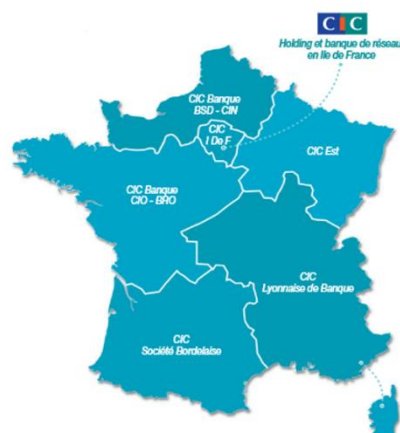 CIC
Holding et banque de réseau
en Ile de France
CIC Banque
BSD - CIN
CIC
I De F
CIC Est
CIC Banque
CIO - BRO
CIC
Lyonnaise de Banque
CIC
Société Bordelaise